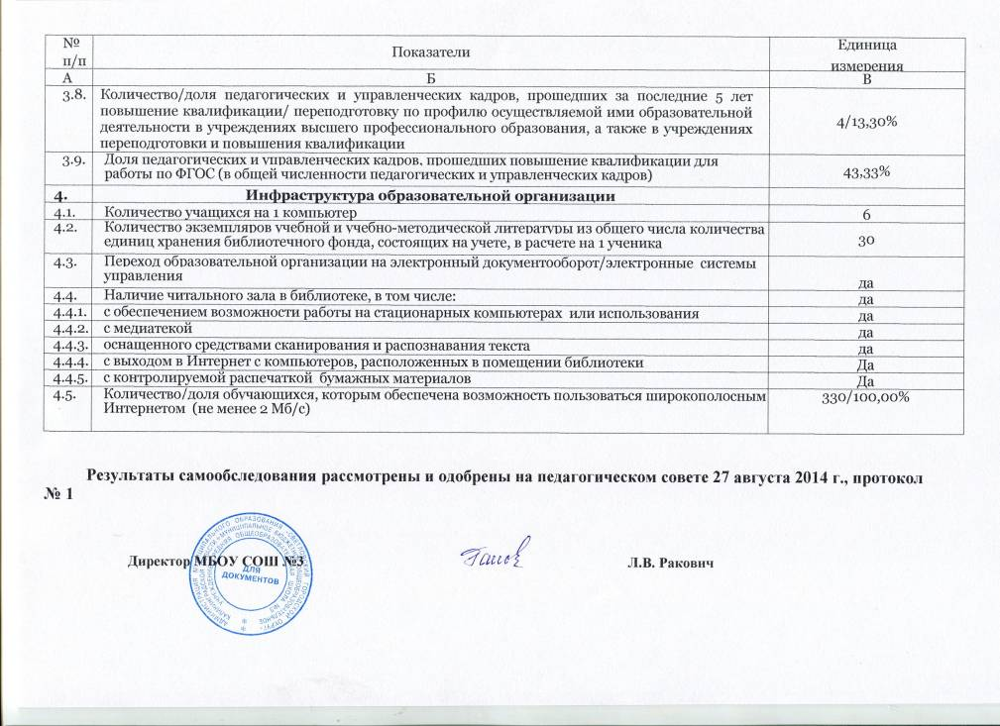 № п/п Показатели Единица измерения
А Б В
3.8. Количество/доля педагогических и управленческих кадров, прошедших за последние 5 лет
повышение квалификации/ переподготовку по профилю осуществляемой ими образовательной
деятельности в учреждениях высшего профессионального образования, а также в учреждениях
переподготовки и повышения квалификации
4/13,30%
3.9. Доля педагогических и управленческих кадров, прошедших повышение квалификации для
работы по ФГОС (в общей численности педагогических и управленческих кадров)
43,33%
4. Инфраструктура образовательной организации
4.1. Количество учащихся на 1 компьютер 6
4.2. Количество экземпляров учебной и учебно-методической литературы из общего числа количества
единиц хранения библиотечного фонда, состоящих на учете, в расчете на 1 ученика
30
4.3. Переход образовательной организации на электронный документооборот/электронные системы
управления
да
4.4. Наличие читального зала в библиотеке, в том числе: да
4.4.1. с обеспечением возможности работы на стационарных компьютерах или использования да
4.4.2. с медиатекой да
4.4.3. оснащенного средствами сканирования и распознавания текста да
4.4.4. с выходом в Интернет с компьютеров, расположенных в помещении библиотеки Да
4.4.5. с контролируемой распечаткой бумажных материалов Да
4.5. Количество/доля обучающихся, которым обеспечена возможность пользоваться широкополосным
Интернетом (не менее 2 Мб/с)
330/100,00%
Результаты самообследования рассмотрены и одобрены на педагогическом совете 27 августа 2014 г., протокол
№ 1
Директор МБОУ СОШ №3 Л.В. Ракович
ДЛЯ
ДОКУМЕНТОВ